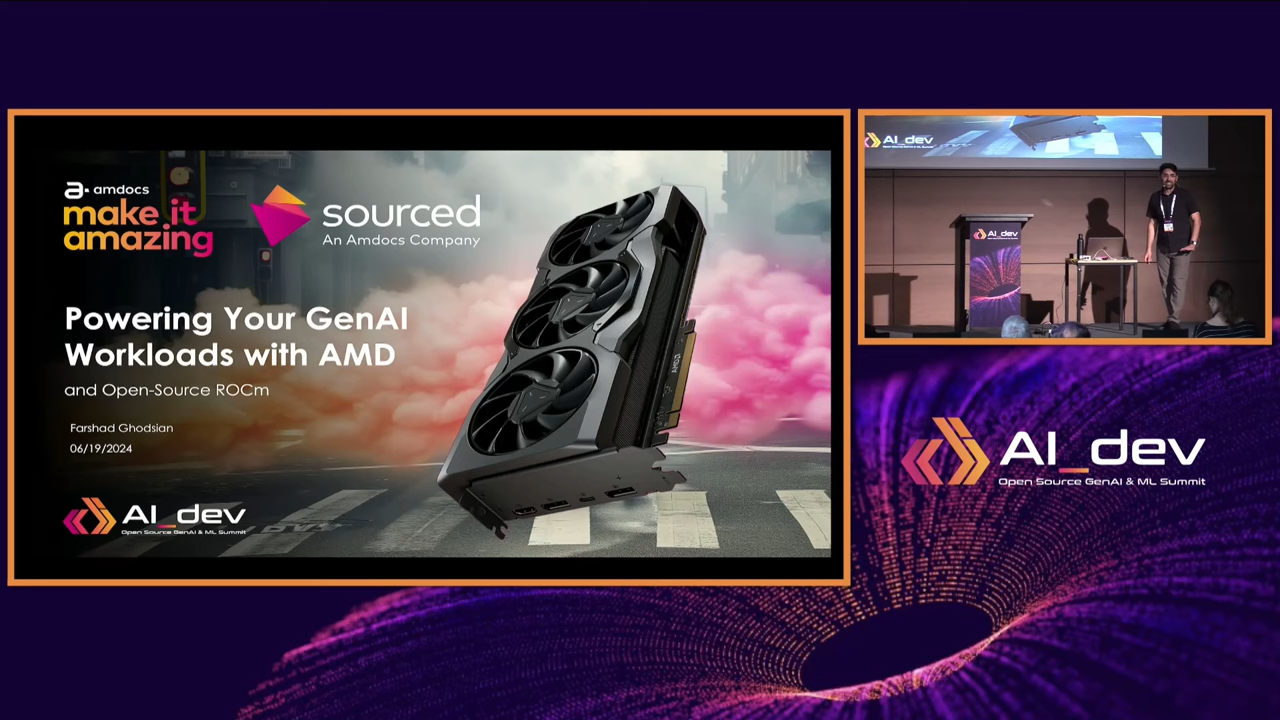 amdocs
make it
amazing
sourced
An Amdocs Company
Powering Your GenAI
Workloads with AMD
and Open-Source ROCm
Farshad Ghodsian
06/19/2024
AI_dev
Open Source GenAI & ML Summit
AMD
AI_dev
AI_dev
AI_dev
Open Source GenAI & ML Summit